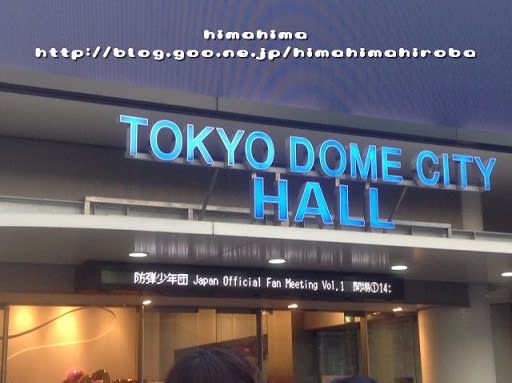 himahima
http://blog.goo.ne.jp/himahimahiroba
TOKYO DOME CITY
HALL
防弾少年団 Japan Official Fan Meeting Vol.1 開場①14: